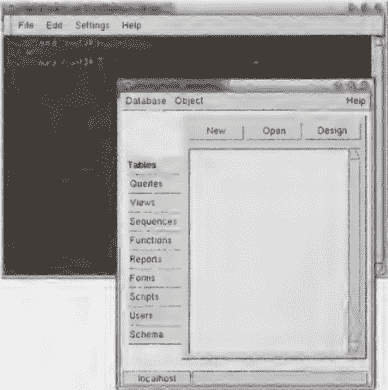 File Edit Settings Help
Database Object Help
New Open Design
Tables
Queries
Views
Sequences
Functions
Reports
Forms
Scripts
Users
Schema
localhost